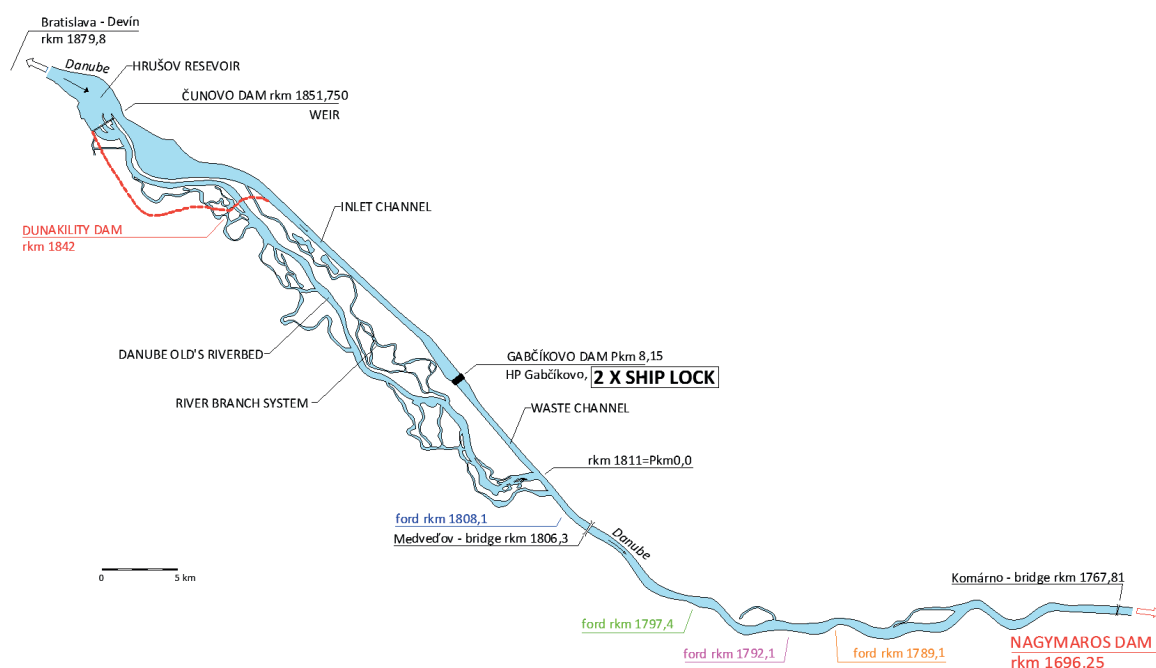 Bratislava - Devín
rkm 1879,8
Danube
HRUŠOV RESEVOIR
ČUNOVO DAM rkm 1851,750
WEIR
INLET CHANNEL
DUNAKILITY DAM
rkm 1842
DANUBE OLD'S RIVERBED
GABČÍKOVO DAM Pkm 8,15
HP Gabčíkovo, 2 X SHIP LOCK
RIVER BRANCH SYSTEM
WASTE CHANNEL
rkm 1811=Pkm0,0
ford rkm 1808,1
Medveďov - bridge rkm 1806,3
Danube
0 5 km
Komárno - bridge rkm 1767,81
ford rkm 1797,4
ford rkm 1792,1
ford rkm 1789,1
NAGYMAROS DAM
rkm 1696,25